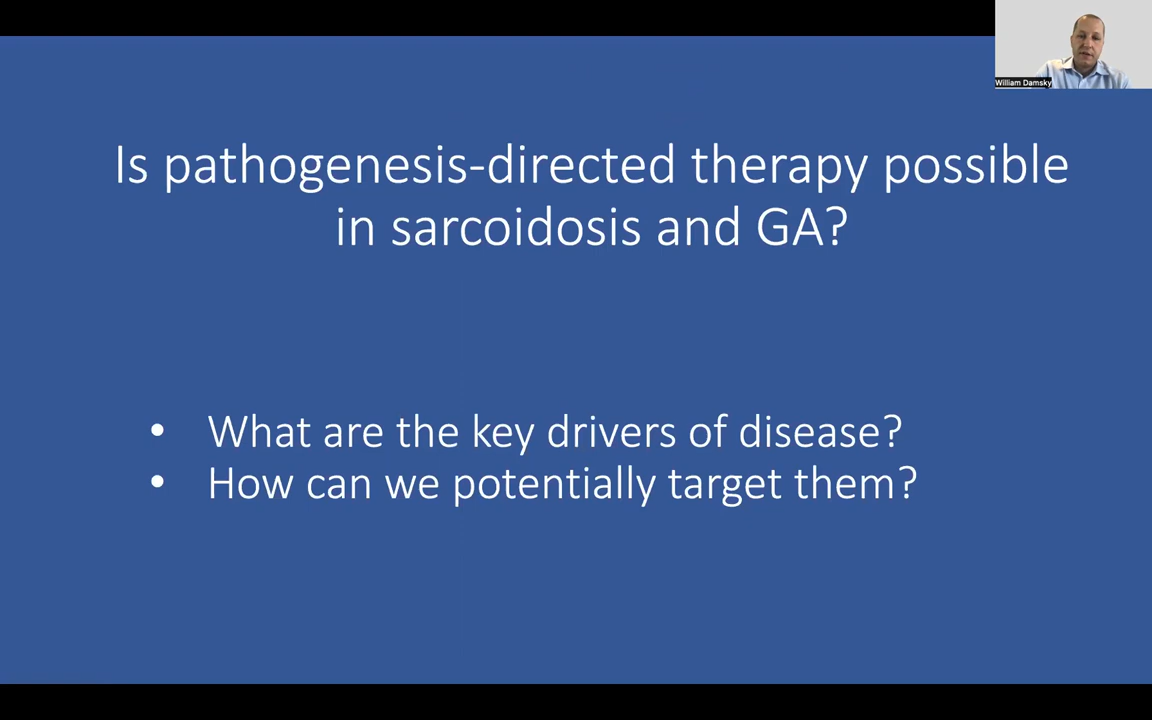 William Damsky
Is pathogenesis-directed therapy possible
in sarcoidosis and GA?
• What are the key drivers of disease?
• How can we potentially target them?